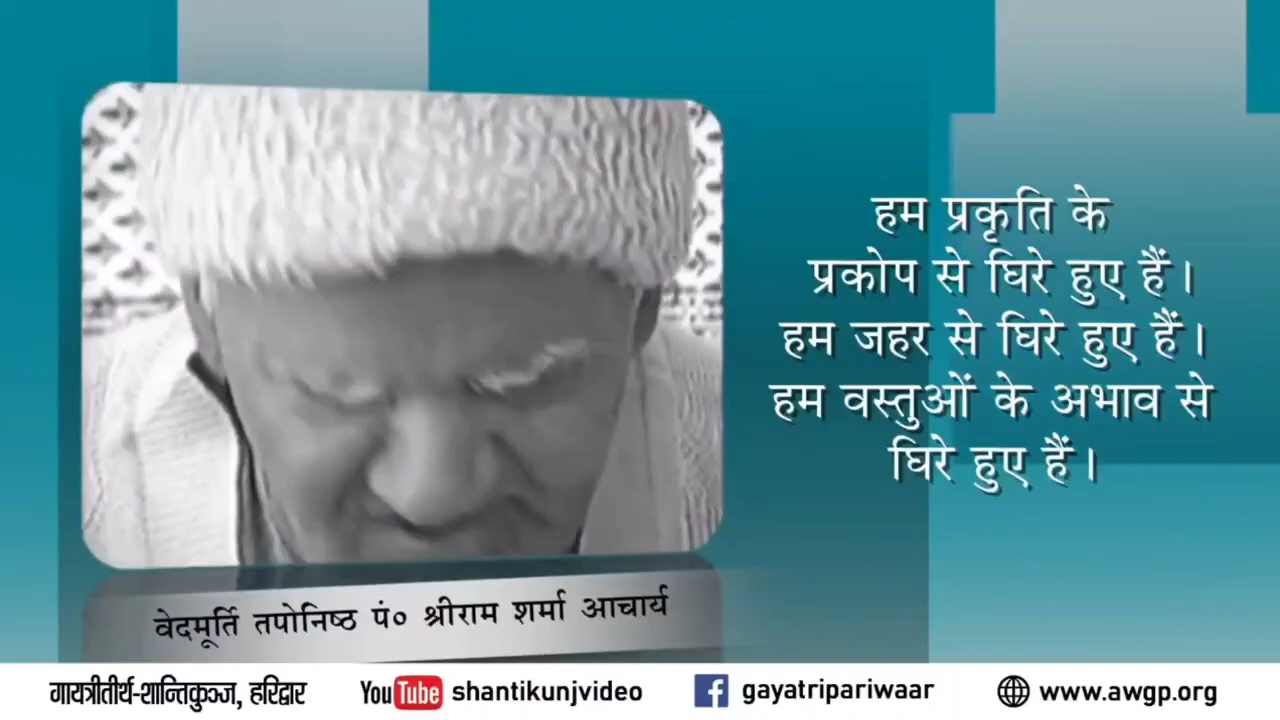 हम प्रकृति के
प्रकोप से घिरे हुए हैं।
हम जहर से घिरे हुए हैं।
हम वस्तुओं के अभाव से
घिरे हुए हैं।
वेदमूर्ति तपोनिष्ठ पं० श्रीराम शर्मा आचार्य
गायत्रीतीर्थ-शान्तिकुञ्ज, हरिद्वार YouTube shantikunjvideo f gayatripariwaar www.awgp.org